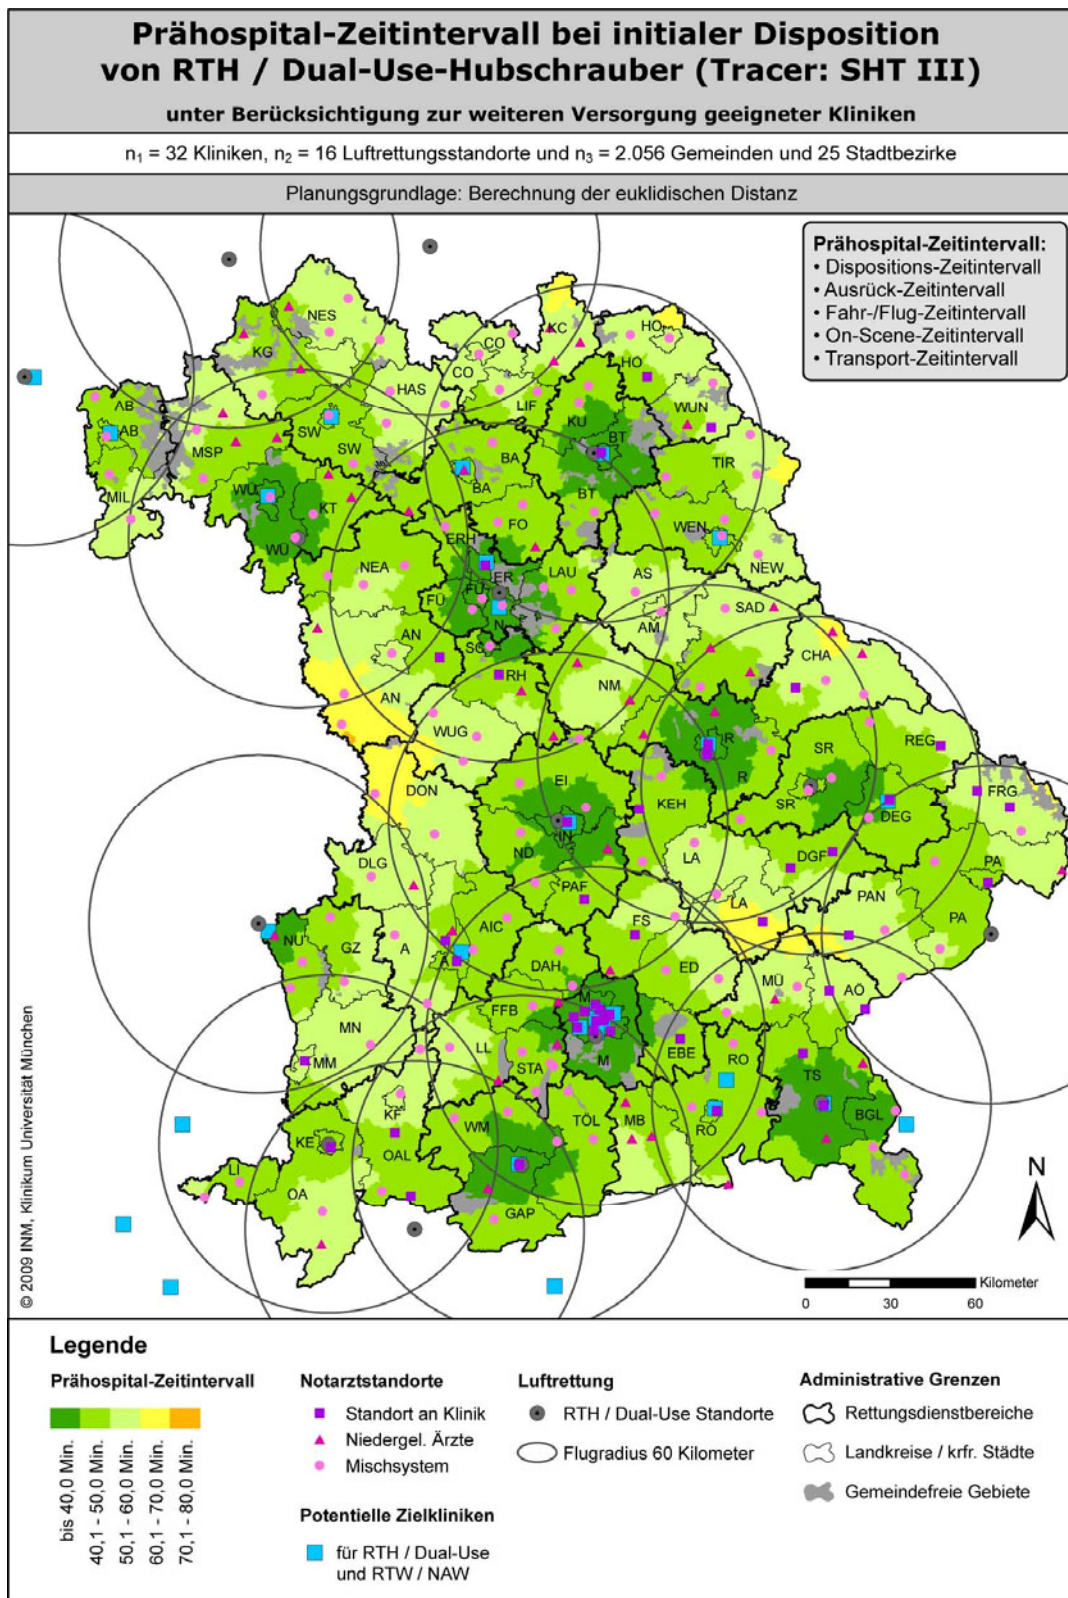 Prähospital-Zeitintervall bei initialer Disposition
von RTH / Dual-Use-Hubschrauber (Tracer: SHT III)
unter Berücksichtigung zur weiteren Versorgung geeigneter Kliniken
n₁ = 32 Kliniken, n₂ = 16 Luftrettungsstandorte und n₃ = 2.056 Gemeinden und 25 Stadtbezirke
Planungsgrundlage: Berechnung der euklidischen Distanz
Prähospital-Zeitintervall:
• Dispositions-Zeitintervall
• Ausrück-Zeitintervall
• Fahr-/Flug-Zeitintervall
• On-Scene-Zeitintervall
• Transport-Zeitintervall
NES
KG
CO
CO
KC
HO
HO
HAS
LIF
KU
BT
WUN
AB
AB
MSP
SW
SW
BA
BA
BT
TIR
MIL
WÜ
WÜ
KT
FO
WEN
NEW
ERH
ER
NEA
FÜ
FÜ
N
LAU
AS
AM
SAD
AN
AN
SC
RH
NM
CHA
WUG
R
R
SR
SR
REG
DON
EI
IN
ND
KEH
DEG
FRG
DLG
PAF
LA
LA
DGF
PAN
PA
PA
NU
GZ
A
A
AIC
DAH
FS
ED
MÜ
AÖ
MN
MM
FFB
LL
STA
M
M
EBE
RO
RO
TS
BGL
KF
KE
OAL
WM
TÖL
MB
LI
OA
GAP
N
Kilometer
0 30 60
© 2009 INM, Klinikum Universität München
Legende
Prähospital-Zeitintervall
bis 40,0 Min.
40,1 - 50,0 Min.
50,1 - 60,0 Min.
60,1 - 70,0 Min.
70,1 - 80,0 Min.
Notarztstandorte
Standort an Klinik
Niedergel. Ärzte
Mischsystem
Potentielle Zielkliniken
für RTH / Dual-Use
und RTW / NAW
Luftrettung
RTH / Dual-Use Standorte
Flugradius 60 Kilometer
Administrative Grenzen
Rettungsdienstbereiche
Landkreise / krfr. Städte
Gemeindefreie Gebiete